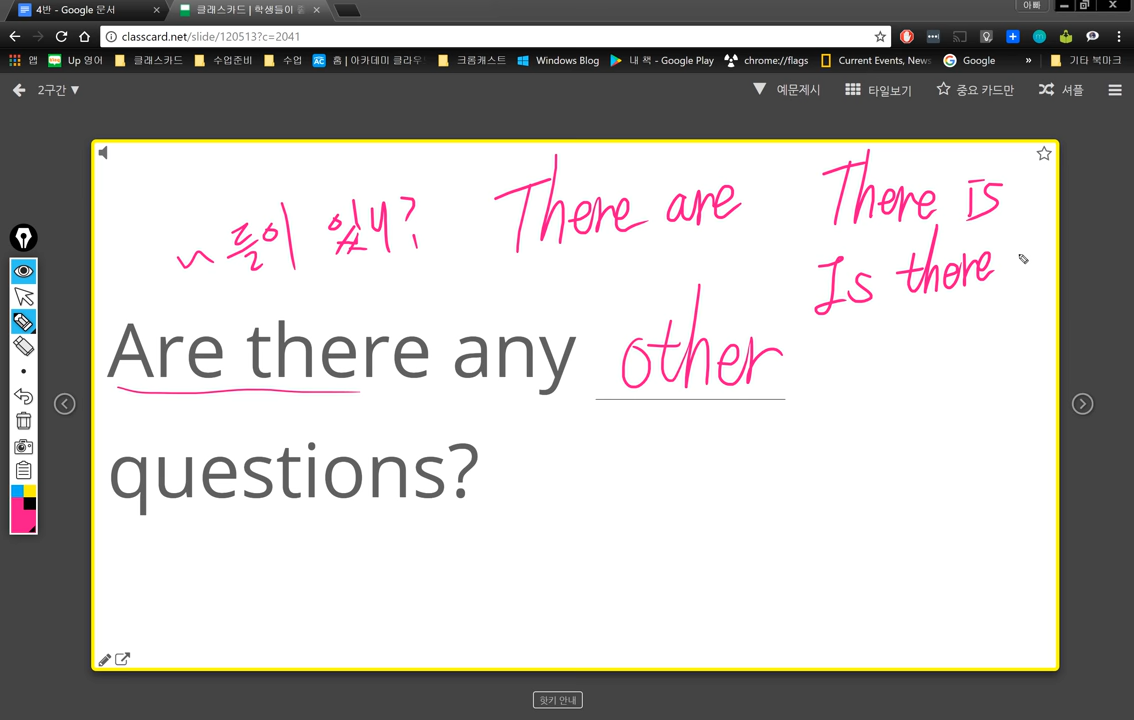 4반 - Google 문서
클래스카드 | 학생들이 홀
아빠
classcard.net/slide/120513?c=2041
앱 Up 영어 클래스카드 수업준비 수업 AC 홈 | 아카데미 클라우 크롬캐스트 Windows Blog 내 책 - Google Play chrome://flags Current Events, News Google » 기타 북마크
2구간 ▼ ▼ 예문제시 타일보기 중요 카드만 셔플
~들이 있니? There are There is
Is there
Are there any other
questions?
핫키 안내